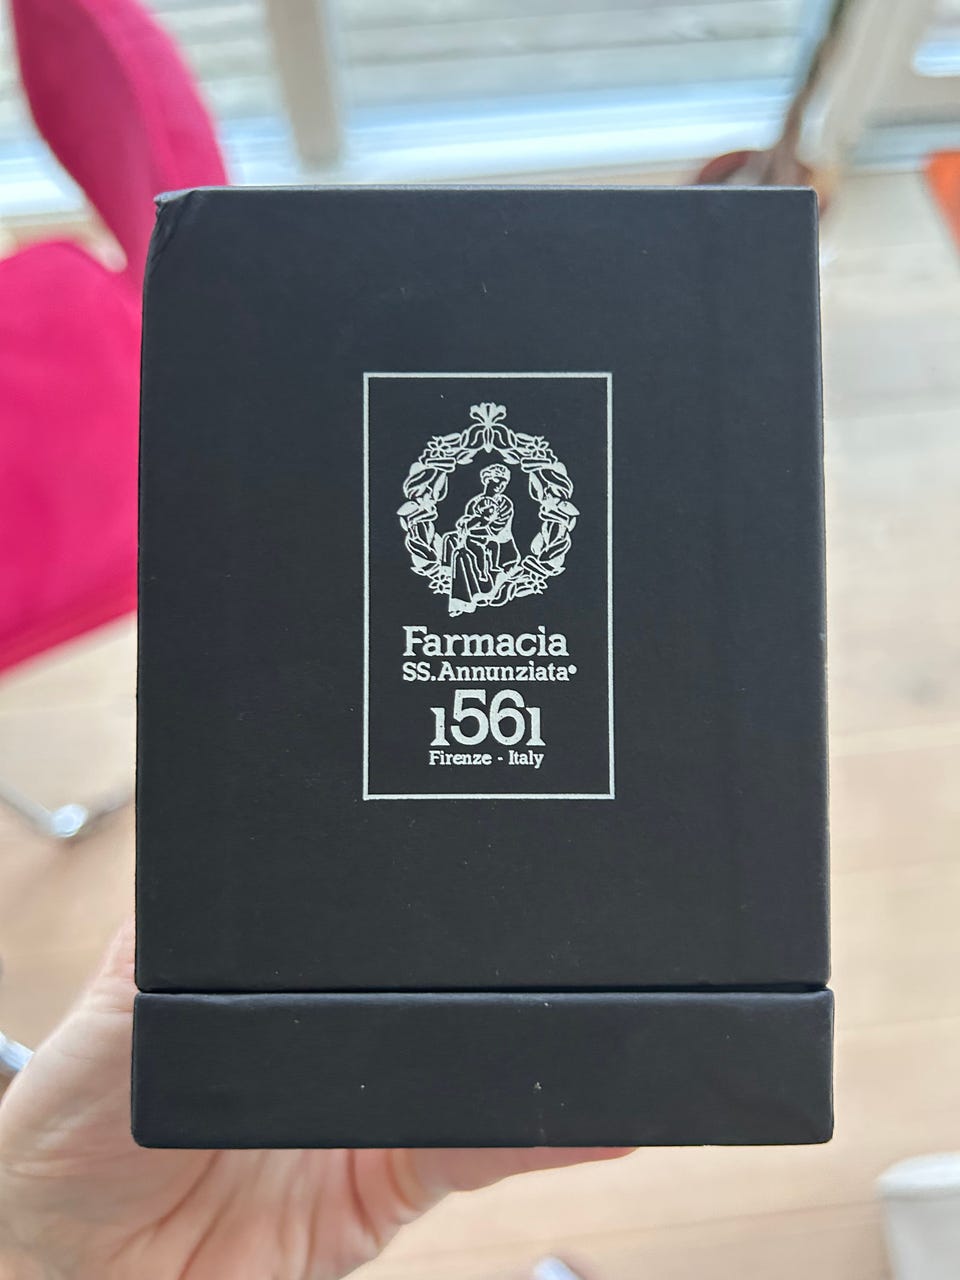 Farmacia
SS.Annunziata®
1561
Firenze - Italy